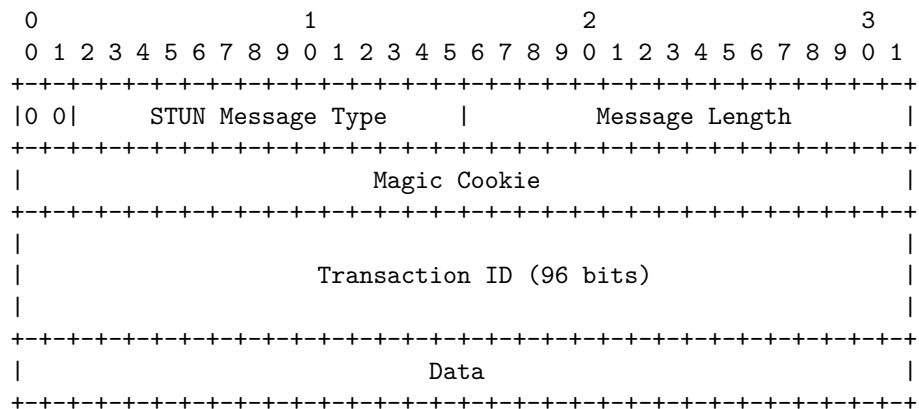 0                   1                   2                   3
0 1 2 3 4 5 6 7 8 9 0 1 2 3 4 5 6 7 8 9 0 1 2 3 4 5 6 7 8 9 0 1
+-+-+-+-+-+-+-+-+-+-+-+-+-+-+-+-+-+-+-+-+-+-+-+-+-+-+-+-+-+-+-+-+
|0 0|     STUN Message Type     |         Message Length        |
+-+-+-+-+-+-+-+-+-+-+-+-+-+-+-+-+-+-+-+-+-+-+-+-+-+-+-+-+-+-+-+-+
|                         Magic Cookie                          |
+-+-+-+-+-+-+-+-+-+-+-+-+-+-+-+-+-+-+-+-+-+-+-+-+-+-+-+-+-+-+-+-+
|                                                               |
|                     Transaction ID (96 bits)                  |
|                                                               |
+-+-+-+-+-+-+-+-+-+-+-+-+-+-+-+-+-+-+-+-+-+-+-+-+-+-+-+-+-+-+-+-+
|                             Data                              |
+-+-+-+-+-+-+-+-+-+-+-+-+-+-+-+-+-+-+-+-+-+-+-+-+-+-+-+-+-+-+-+-+